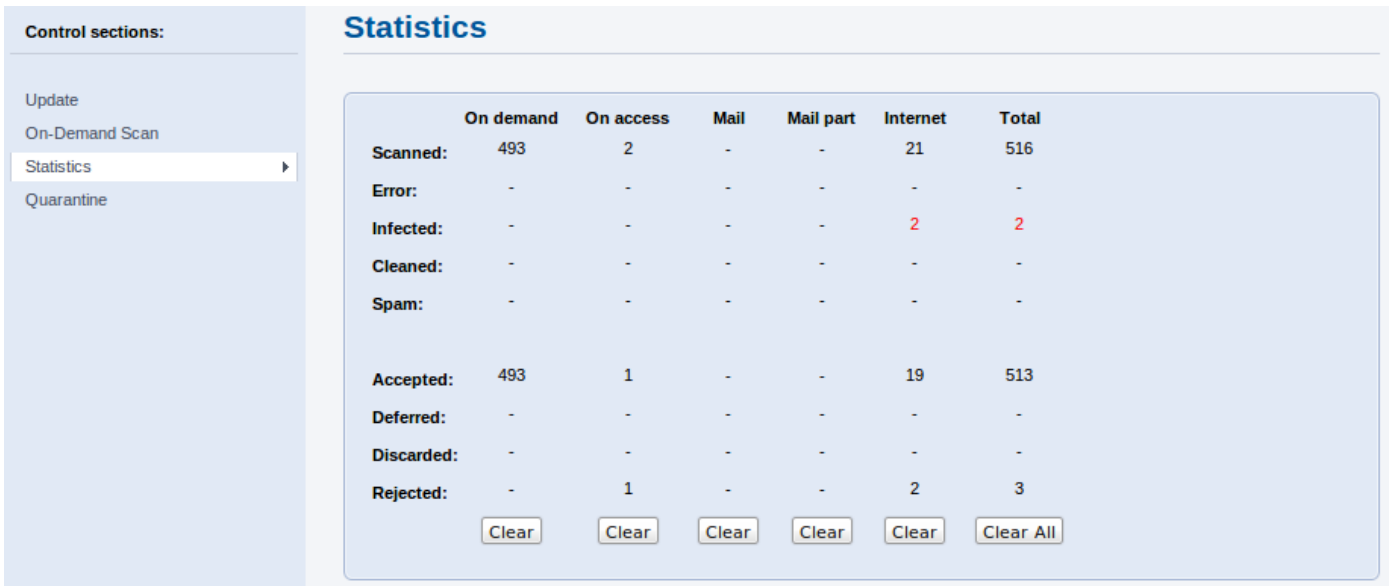 Control sections:
Update
On-Demand Scan
Statistics
Quarantine
Statistics
On demand On access Mail Mail part Internet Total
Scanned: 493 2 - - 21 516
Error: - - - - - -
Infected: - - - - 2 2
Cleaned: - - - - - -
Spam: - - - - - -
Accepted: 493 1 - - 19 513
Deferred: - - - - - -
Discarded: - - - - - -
Rejected: - 1 - - 2 3
Clear Clear Clear Clear Clear Clear All